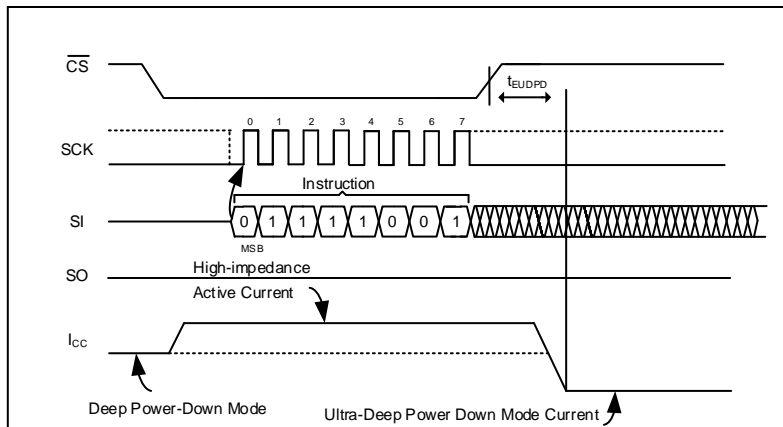 CS
tEUDPD
0 1 2 3 4 5 6 7
SCK
Instruction
SI 0 1 1 1 1 0 0 1
MSB
High-impedance
SO
Active Current
ICC
Deep Power-Down Mode
Ultra-Deep Power Down Mode Current